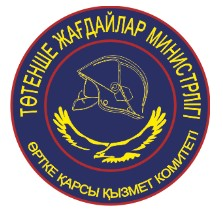 ТӨТЕНШЕ ЖАҒДАЙЛАР МИНИСТРЛІГІ
ӨРТКЕ ҚАРСЫ ҚЫЗМЕТ КОМИТЕТІ